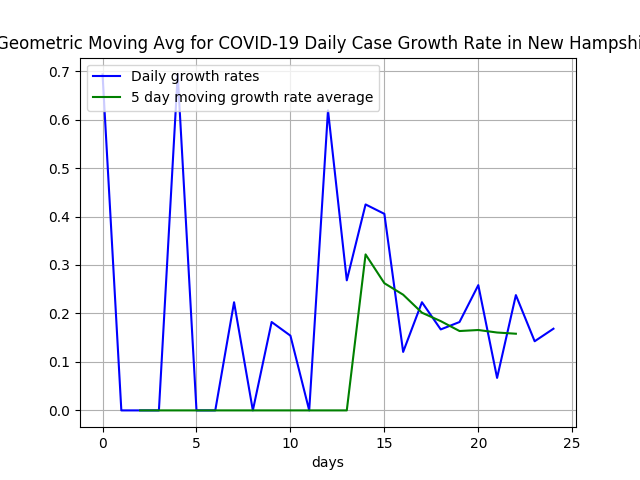 Geometric Moving Avg for COVID-19 Daily Case Growth Rate in New Hampshi
Daily growth rates
5 day moving growth rate average
0.7
0.6
0.5
0.4
0.3
0.2
0.1
0.0
0 5 10 15 20 25
days